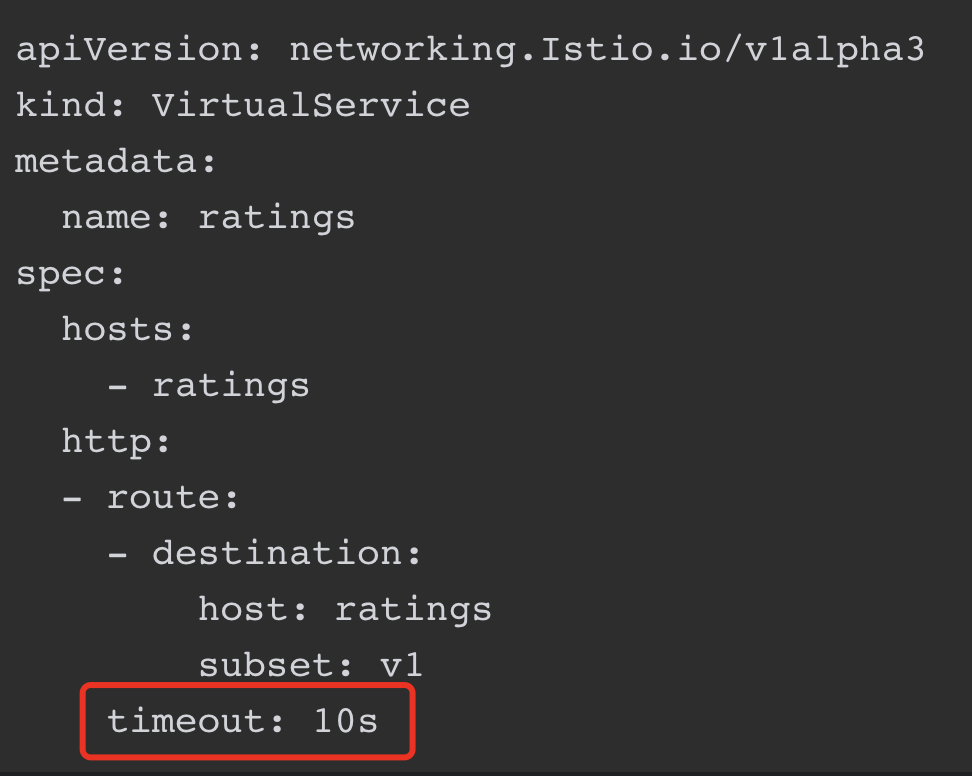 apiVersion: networking.Istio.io/v1alpha3
kind: VirtualService
metadata:
  name: ratings
spec:
  hosts:
    - ratings
  http:
  - route:
    - destination:
        host: ratings
        subset: v1
    timeout: 10s